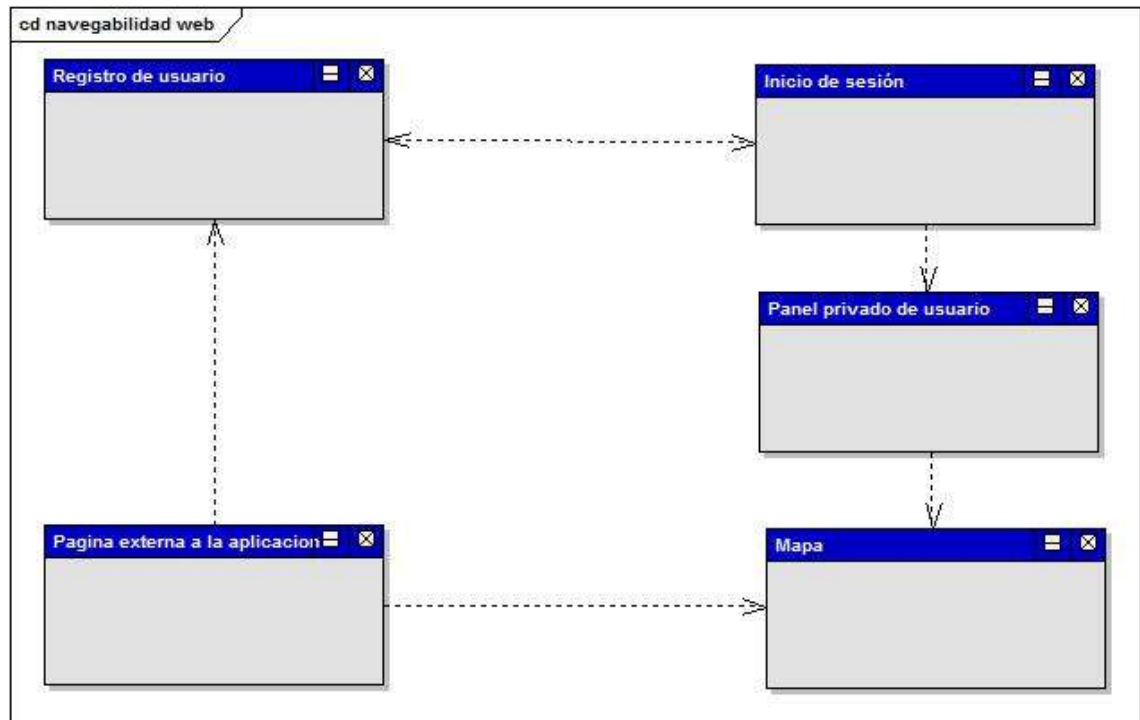 cd navegabilidad web
Registro de usuario
Inicio de sesión
Panel privado de usuario
Pagina externa a la aplicacion
Mapa